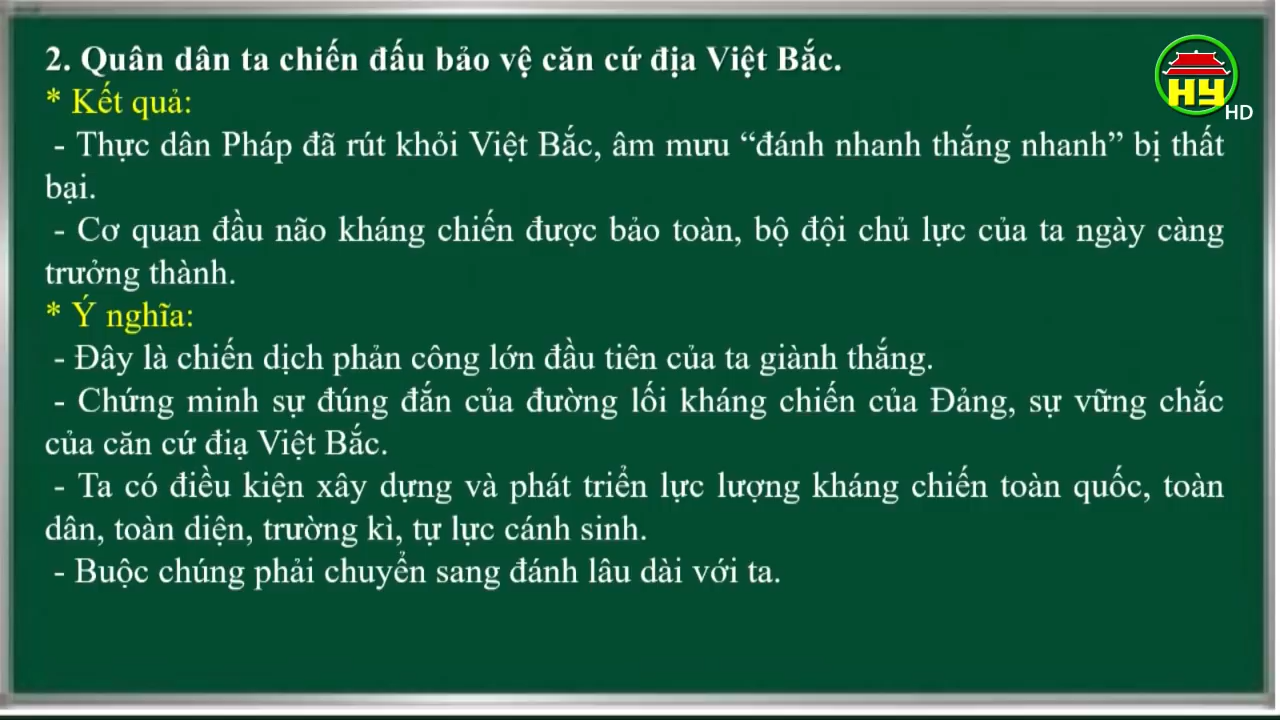 2. Quân dân ta chiến đấu bảo vệ căn cứ địa Việt Bắc.
* Kết quả:
- Thực dân Pháp đã rút khỏi Việt Bắc, âm mưu “đánh nhanh thắng nhanh” bị thất
bại.
- Cơ quan đầu não kháng chiến được bảo toàn, bộ đội chủ lực của ta ngày càng
trưởng thành.
* Ý nghĩa:
- Đây là chiến dịch phản công lớn đầu tiên của ta giành thắng.
- Chứng minh sự đúng đắn của đường lối kháng chiến của Đảng, sự vững chắc
của căn cứ điạ Việt Bắc.
- Ta có điều kiện xây dựng và phát triển lực lượng kháng chiến toàn quốc, toàn
dân, toàn diện, trường kì, tự lực cánh sinh.
- Buộc chúng phải chuyển sang đánh lâu dài với ta.
HY
HD